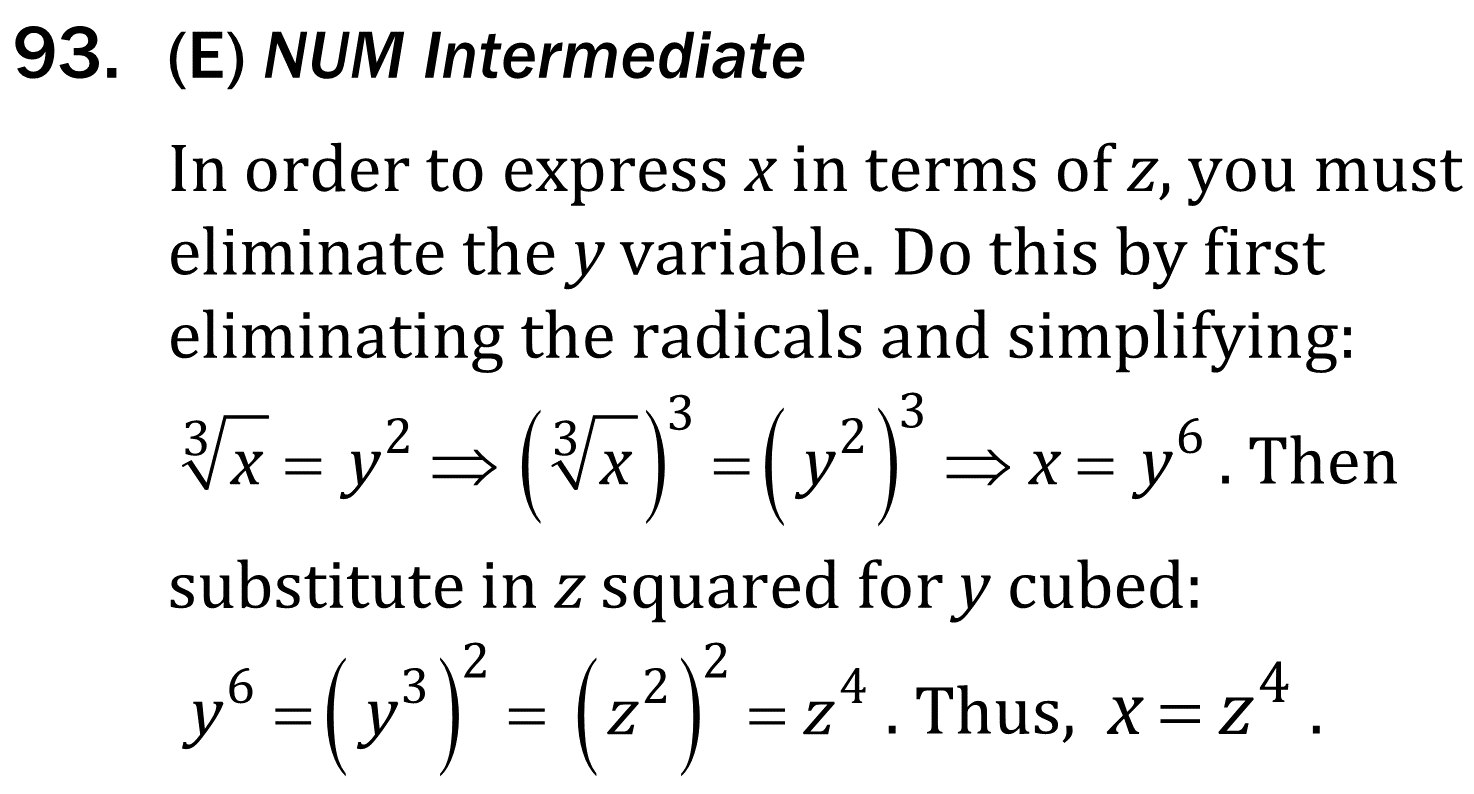 93. (E) NUM Intermediate
In order to express x in terms of z, you must
eliminate the y variable. Do this by first
eliminating the radicals and simplifying:
∛x = y² ⇒ (∛x)³ = (y²)³ ⇒ x = y⁶ . Then
substitute in z squared for y cubed:
y⁶ = (y³)² = (z²)² = z⁴ . Thus, x = z⁴ .